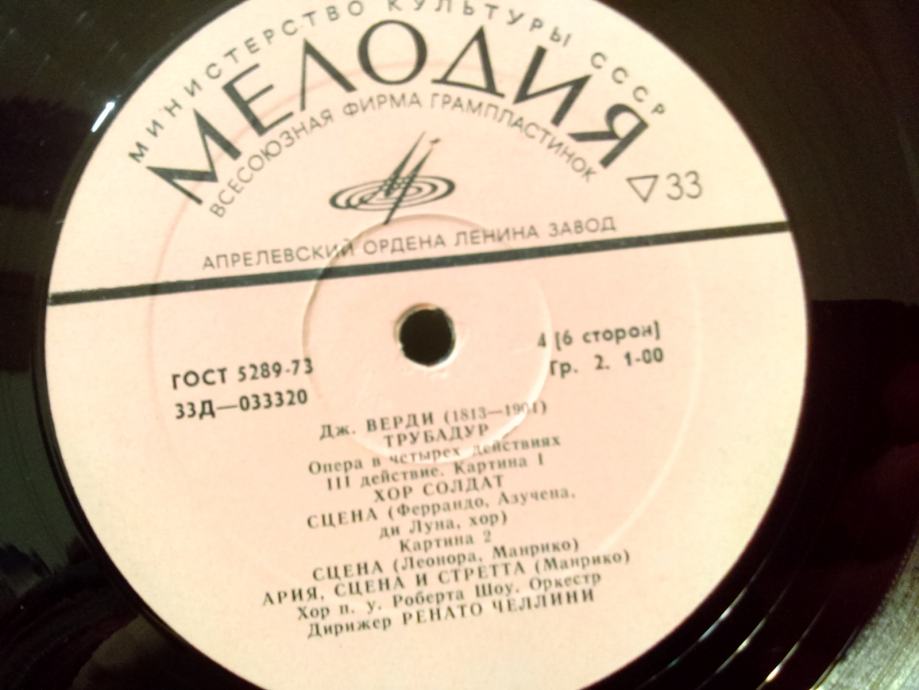 МИНИСТЕРСТВО КУЛЬТУРЫ СССР
МЕЛОДИЯ
ВСЕСОЮЗНАЯ ФИРМА ГРАМПЛАСТИНОК
▽33
АПРЕЛЕВСКИЙ ОРДЕНА ЛЕНИНА ЗАВОД
ГОСТ 5289-73
4 [6 сторон]
33Д—033320
Гр. 2. 1-00
Дж. ВЕРДИ (1813—1901)
ТРУБАДУР
Опера в четырех действиях
III действие. Картина 1
ХОР СОЛДАТ
СЦЕНА (Феррандо, Азучена,
ди Луна, хор)
Картина 2
СЦЕНА (Леонора, Манрико)
АРИЯ, СЦЕНА И СТРЕТТА (Манрико)
Хор п. у. Роберта Шоу. Оркестр
Дирижер РЕНАТО ЧЕЛЛИНИ